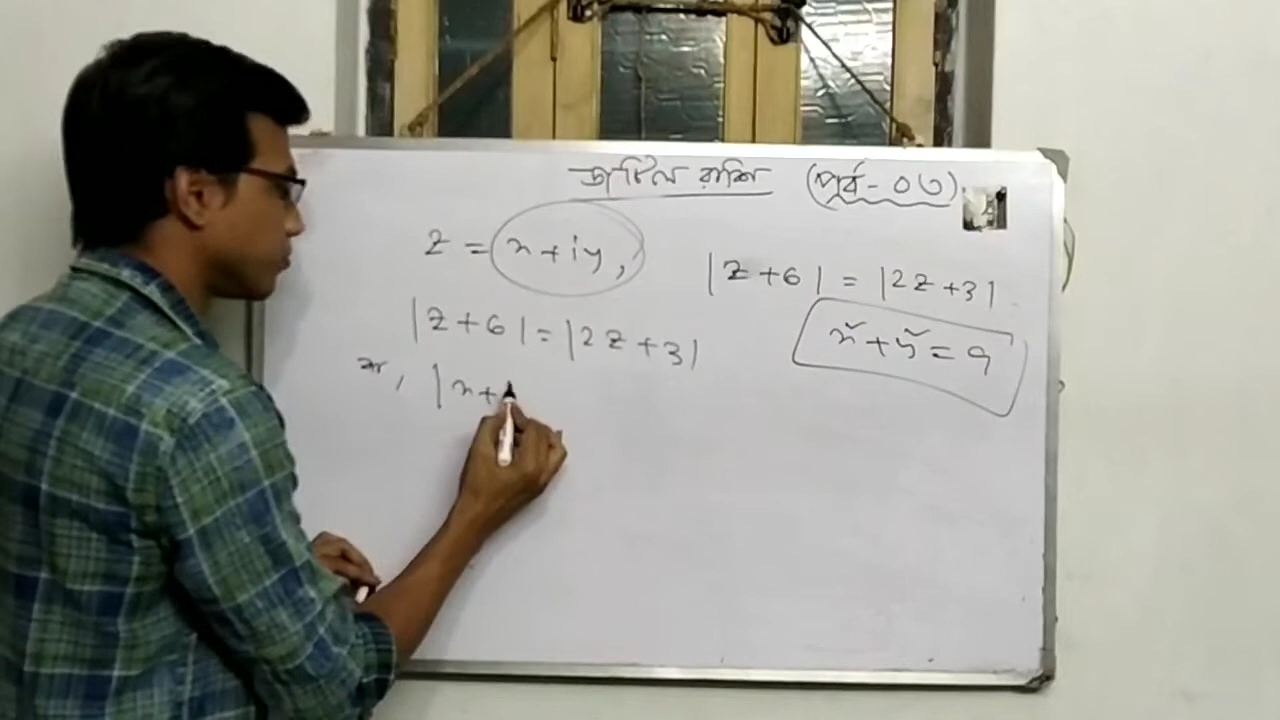 জটিল রাশি (পর্ব - ০৩)
z = x + iy,
|z+6| = |2z+3|
x² + y² = 9
|z+6| = |2z+3|
বা, |x+